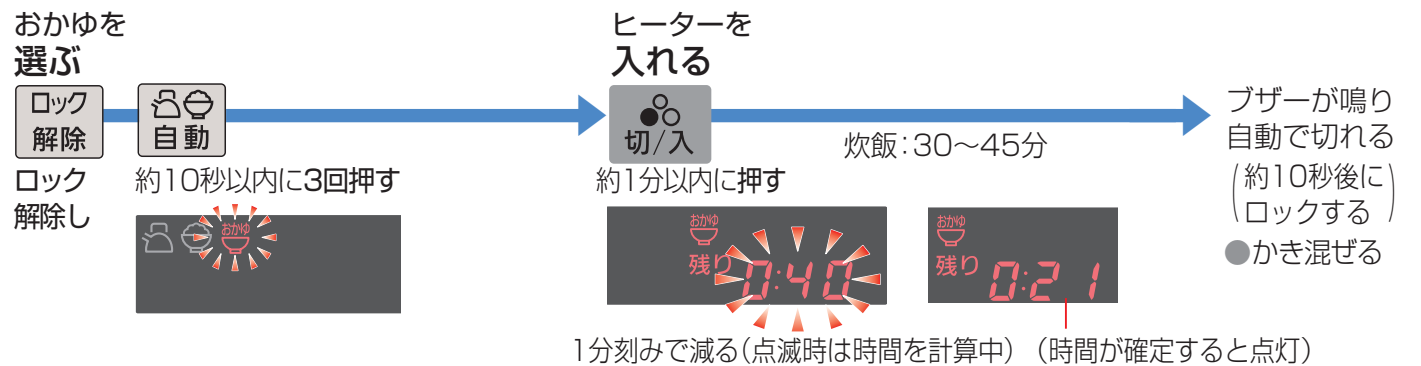 おかゆを
選ぶ
ロック
解除
自動
ロック
解除し
約10秒以内に3回押す
おかゆ
ヒーターを
入れる
切/入
約1分以内に押す
おかゆ
残り 0:40
炊飯:30〜45分
おかゆ
残り 0:21
1分刻みで減る(点滅時は時間を計算中)(時間が確定すると点灯)
ブザーが鳴り
自動で切れる
(約10秒後に
ロックする)
●かき混ぜる